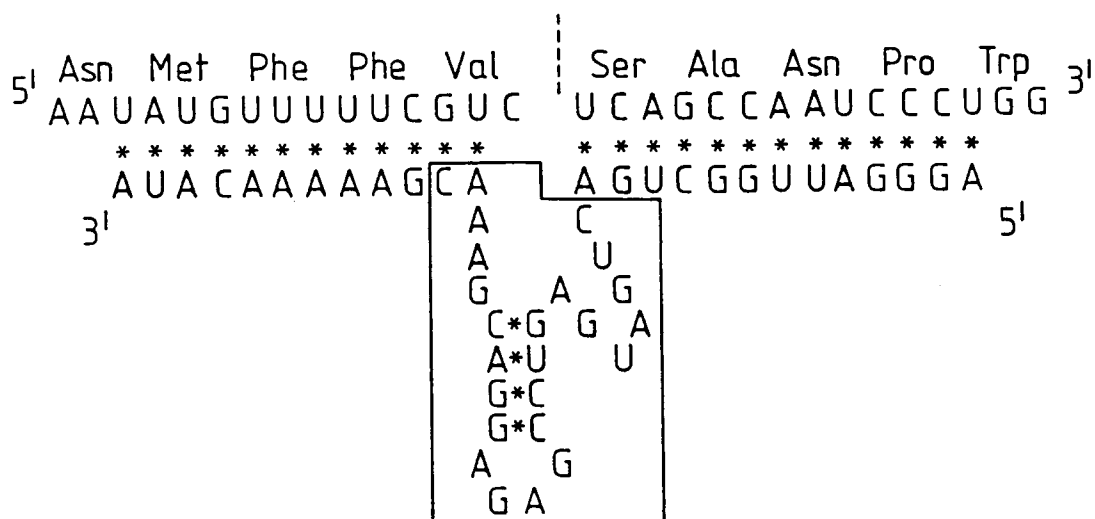 Asn Met Phe Phe Val Ser Ala Asn Pro Trp
5' AAUAUGUUUUUCGUC UCAGCCAAUCCCUGG 3'
* * * * * * * * * * * * * * * * * * * * * * * * *
AUACAAAAAGCA AGUCGGUUAGGGA
3' A C 5'
A U
G A G
C*G G A
A*U U
G*C
G*C
A G
G A